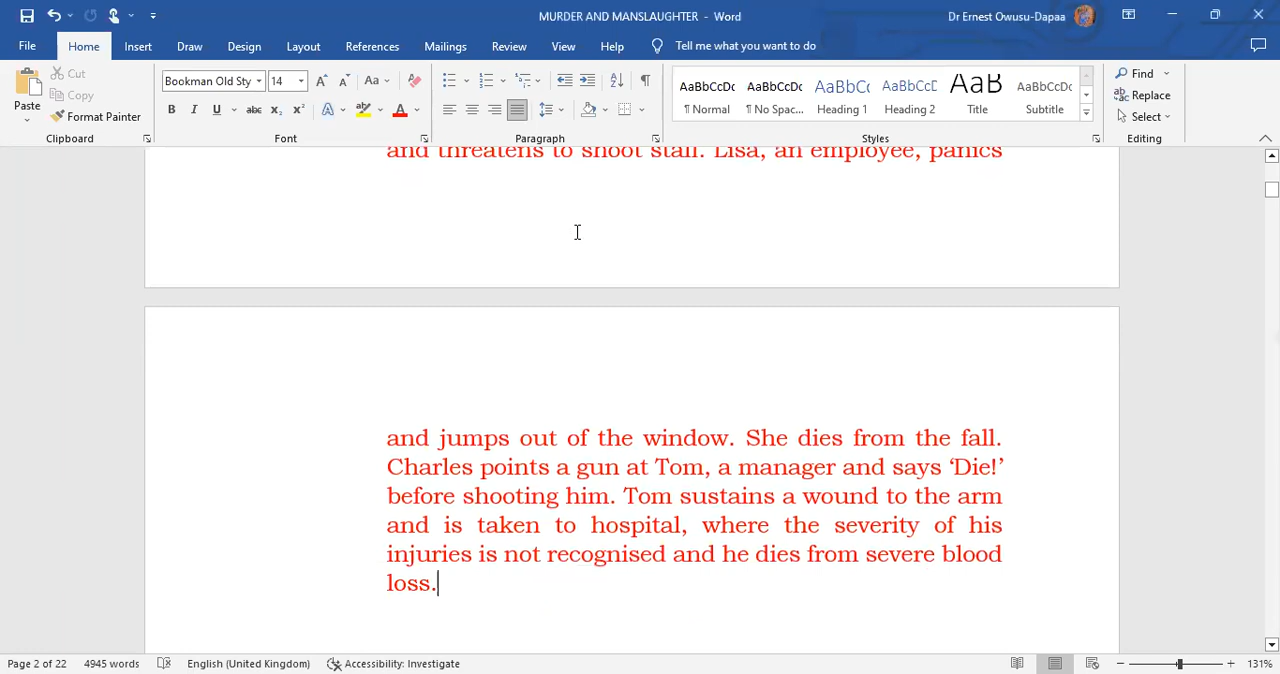 MURDER AND MANSLAUGHTER - Word
Dr Ernest Owusu-Dapaa
File Home Insert Draw Design Layout References Mailings Review View Help Tell me what you want to do
Cut
Copy
Paste
Format Painter
Clipboard
Bookman Old Sty 14
Aa
B I U abc x₂ x² A A
Font
Paragraph
AaBbCcDc AaBbCcDc AaBbC( AaBbCcD AaB AaBbCcDc
¶ Normal ¶ No Spac... Heading 1 Heading 2 Title Subtitle
Styles
Find
Replace
Select
Editing
and threatens to shoot staff. Lisa, an employee, panics
and jumps out of the window. She dies from the fall.
Charles points a gun at Tom, a manager and says ‘Die!’
before shooting him. Tom sustains a wound to the arm
and is taken to hospital, where the severity of his
injuries is not recognised and he dies from severe blood
loss.
Page 2 of 22 4945 words English (United Kingdom) Accessibility: Investigate 131%